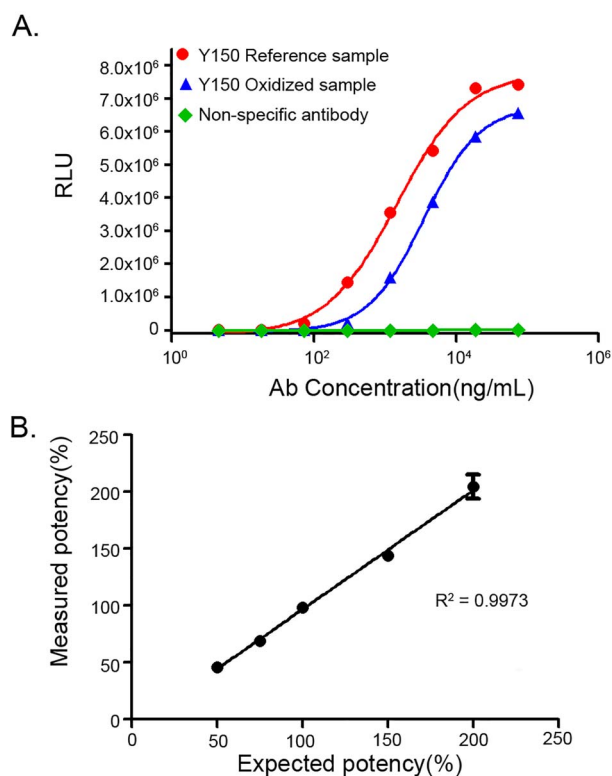 A.
Y150 Reference sample
Y150 Oxidized sample
Non-specific antibody
8.0x10⁶
7.0x10⁶
6.0x10⁶
5.0x10⁶
4.0x10⁶
3.0x10⁶
2.0x10⁶
1.0x10⁶
0
RLU
10⁰
10²
10⁴
10⁶
Ab Concentration(ng/mL)
B.
250
200
150
100
50
0
Measured potency(%)
R² = 0.9973
0
50
100
150
200
250
Expected potency(%)